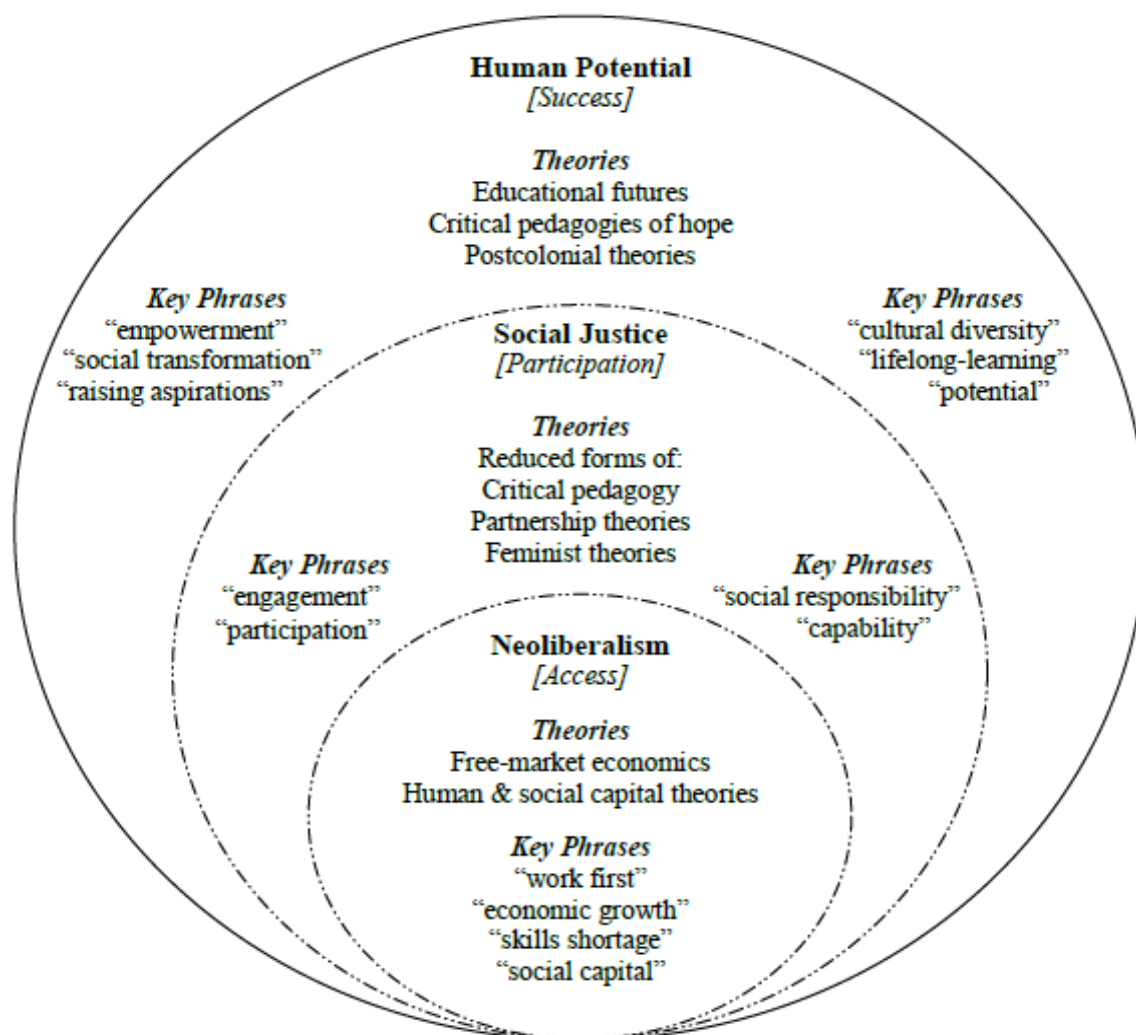 Human Potential
[Success]
Theories
Educational futures
Critical pedagogies of hope
Postcolonial theories
Key Phrases
“empowerment”
“social transformation”
“raising aspirations”
Key Phrases
“cultural diversity”
“lifelong-learning”
“potential”
Social Justice
[Participation]
Theories
Reduced forms of:
Critical pedagogy
Partnership theories
Feminist theories
Key Phrases
“engagement”
“participation”
Key Phrases
“social responsibility”
“capability”
Neoliberalism
[Access]
Theories
Free-market economics
Human & social capital theories
Key Phrases
“work first”
“economic growth”
“skills shortage”
“social capital”